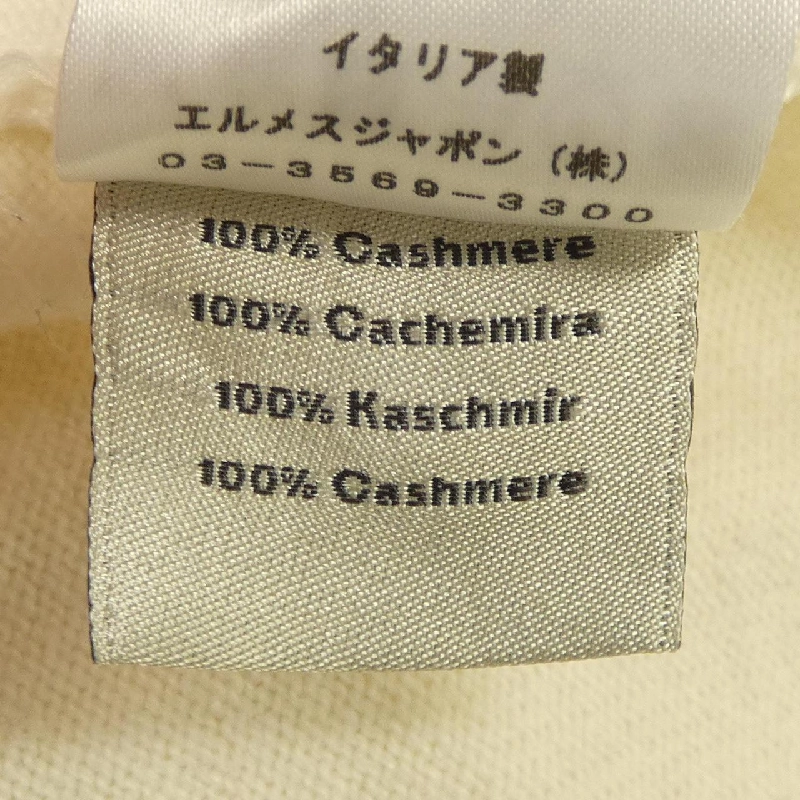 イタリア製
エルメスジャポン（株）
03-3569-3300
100% Cashmere
100% Cachemira
100% Kaschmir
100% Cashmere